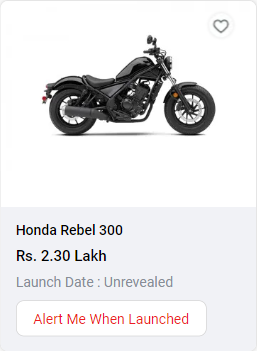 Honda Rebel 300
Rs. 2.30 Lakh
Launch Date : Unrevealed
Alert Me When Launched